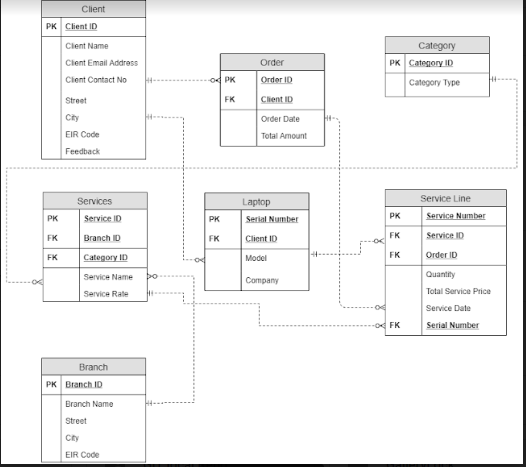 Client
PK Client ID
Client Name
Client Email Address
Client Contact No
Street
City
EIR Code
Feedback
Order
PK Order ID
FK Client ID
Order Date
Total Amount
Category
PK Category ID
Category Type
Services
PK Service ID
FK Branch ID
FK Category ID
Service Name
Service Rate
Laptop
PK Serial Number
FK Client ID
Model
Company
Service Line
PK Service Number
FK Service ID
FK Order ID
Quantity
Total Service Price
Service Date
FK Serial Number
Branch
PK Branch ID
Branch Name
Street
City
EIR Code